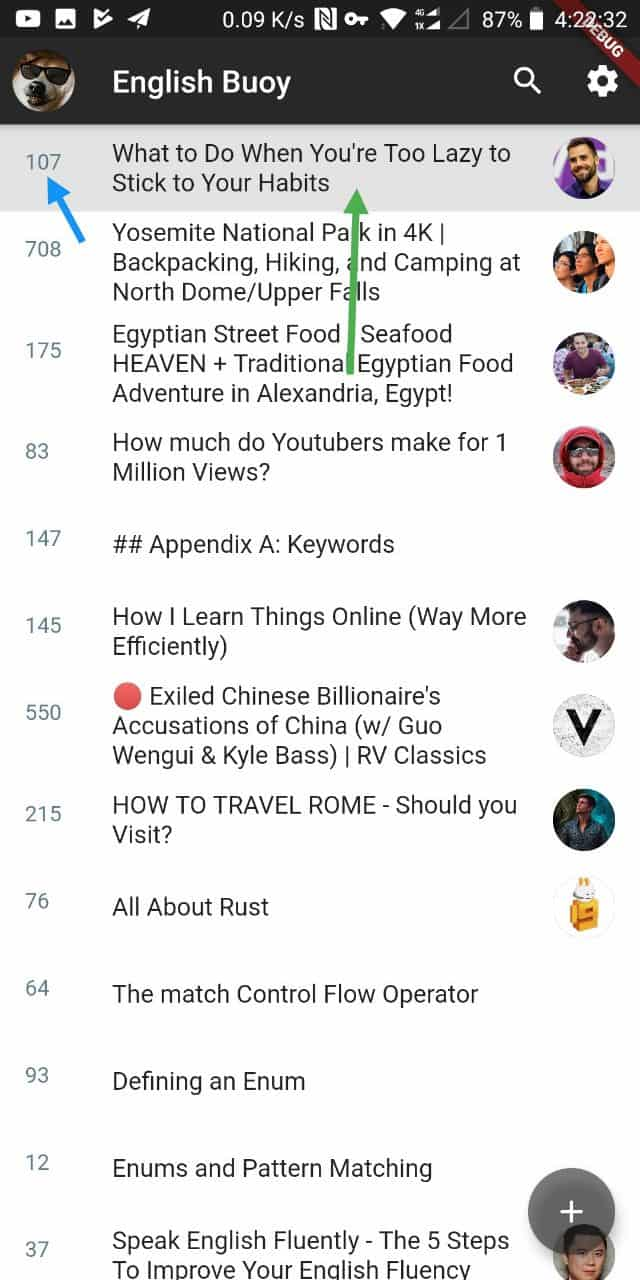 0.09 K/s 4G 1X 87% 4:22:32
DEBUG
English Buoy
107
What to Do When You're Too Lazy to
Stick to Your Habits
708
Yosemite National Park in 4K |
Backpacking, Hiking, and Camping at
North Dome/Upper Falls
175
Egyptian Street Food | Seafood
HEAVEN + Traditional Egyptian Food
Adventure in Alexandria, Egypt!
83
How much do Youtubers make for 1
Million Views?
147
## Appendix A: Keywords
145
How I Learn Things Online (Way More
Efficiently)
550
🔴 Exiled Chinese Billionaire's
Accusations of China (w/ Guo
Wengui & Kyle Bass) | RV Classics
V
215
HOW TO TRAVEL ROME - Should you
Visit?
76
All About Rust
64
The match Control Flow Operator
93
Defining an Enum
12
Enums and Pattern Matching
+
37
Speak English Fluently - The 5 Steps
To Improve Your English Fluency